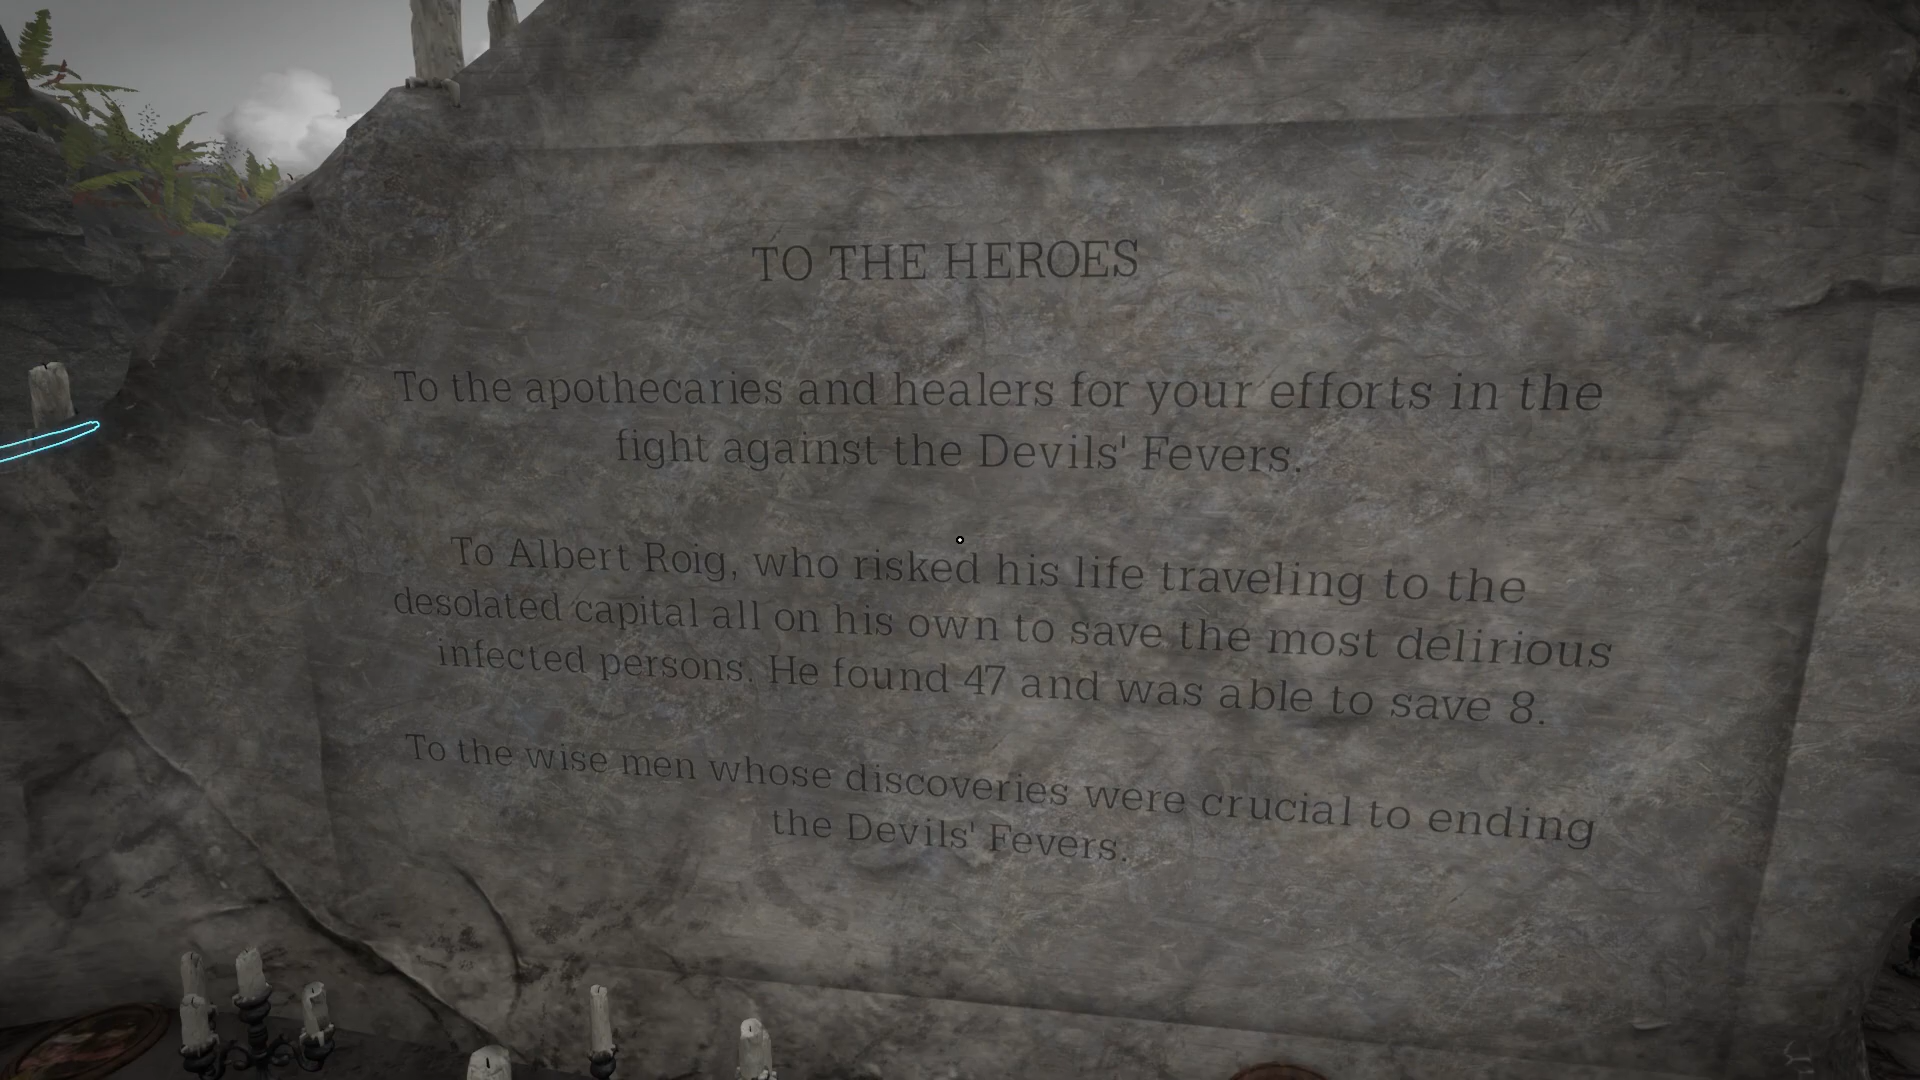 TO THE HEROES
To the apothecaries and healers for your efforts in the
fight against the Devils' Fevers.
To Albert Roig, who risked his life traveling to the
desolated capital all on his own to save the most delirious
infected persons. He found 47 and was able to save 8.
To the wise men whose discoveries were crucial to ending
the Devils' Fevers.